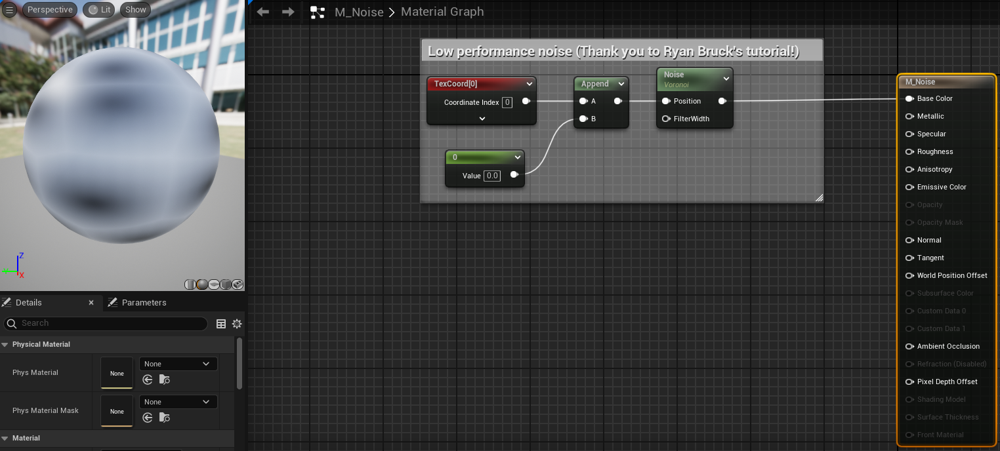 Perspective
Lit
Show
M_Noise > Material Graph
Low performance noise (Thank you to Ryan Bruck's tutorial!)
TexCoord[0]
Coordinate Index 0
Append
A
B
Noise
Voronoi
Position
FilterWidth
0
Value 0.0
M_Noise
Base Color
Metallic
Specular
Roughness
Anisotropy
Emissive Color
Opacity
Opacity Mask
Normal
Tangent
World Position Offset
Subsurface Color
Custom Data 0
Custom Data 1
Ambient Occlusion
Refraction (Disabled)
Pixel Depth Offset
Shading Model
Surface Thickness
Front Material
Z
X
Details
Parameters
Search
Physical Material
Phys Material
None
None
Phys Material Mask
None
None
Material